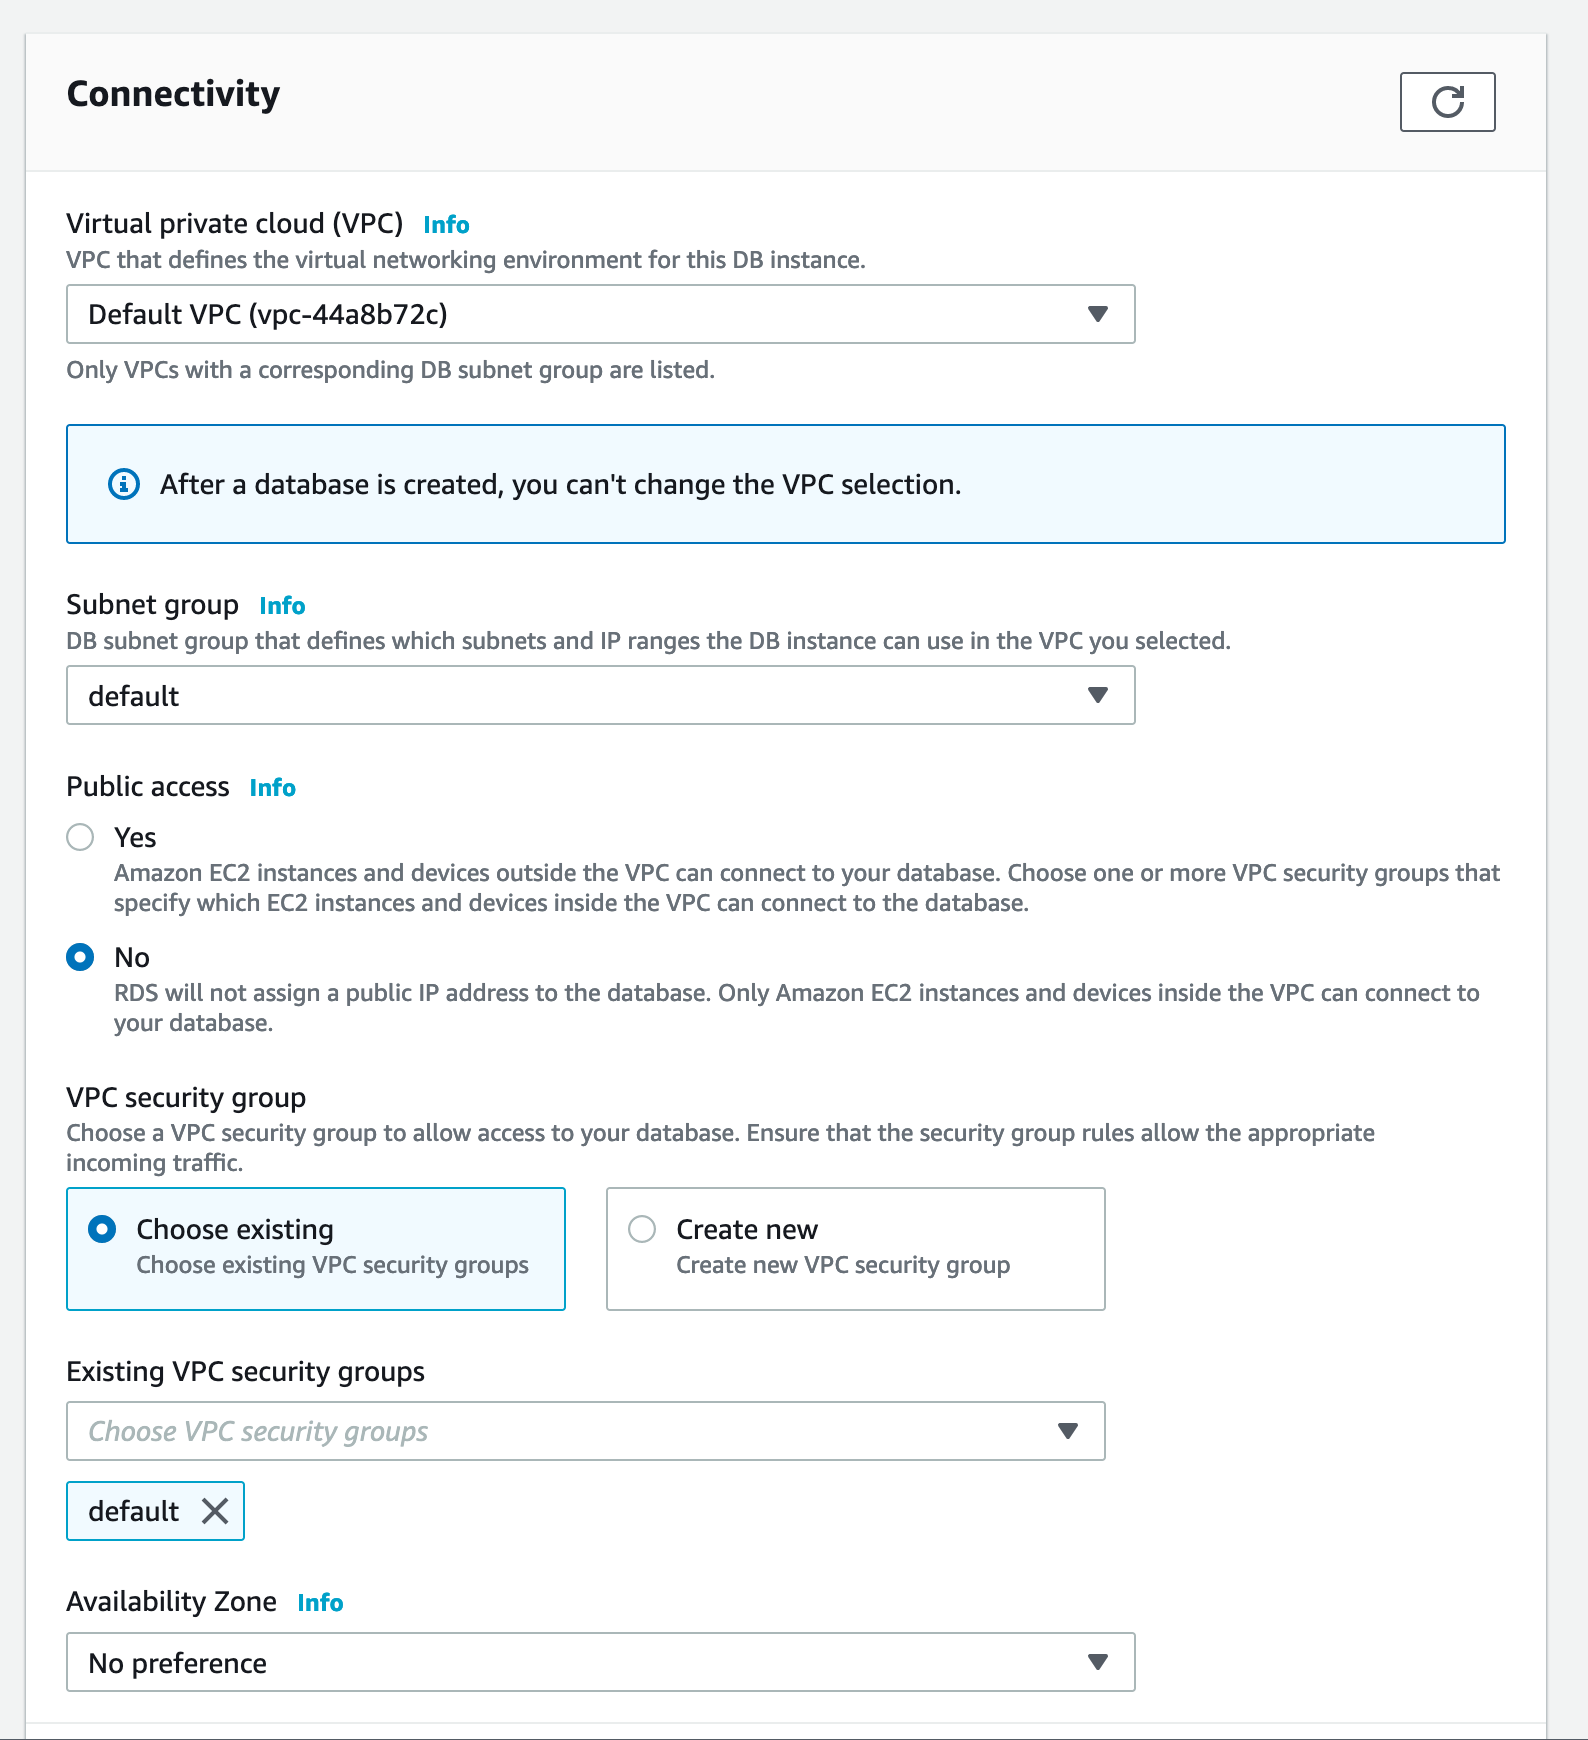 Connectivity
Virtual private cloud (VPC) Info
VPC that defines the virtual networking environment for this DB instance.
Default VPC (vpc-44a8b72c)
Only VPCs with a corresponding DB subnet group are listed.
After a database is created, you can't change the VPC selection.
Subnet group Info
DB subnet group that defines which subnets and IP ranges the DB instance can use in the VPC you selected.
default
Public access Info
Yes
Amazon EC2 instances and devices outside the VPC can connect to your database. Choose one or more VPC security groups that
specify which EC2 instances and devices inside the VPC can connect to the database.
No
RDS will not assign a public IP address to the database. Only Amazon EC2 instances and devices inside the VPC can connect to
your database.
VPC security group
Choose a VPC security group to allow access to your database. Ensure that the security group rules allow the appropriate
incoming traffic.
Choose existing
Choose existing VPC security groups
Create new
Create new VPC security group
Existing VPC security groups
Choose VPC security groups
default
Availability Zone Info
No preference